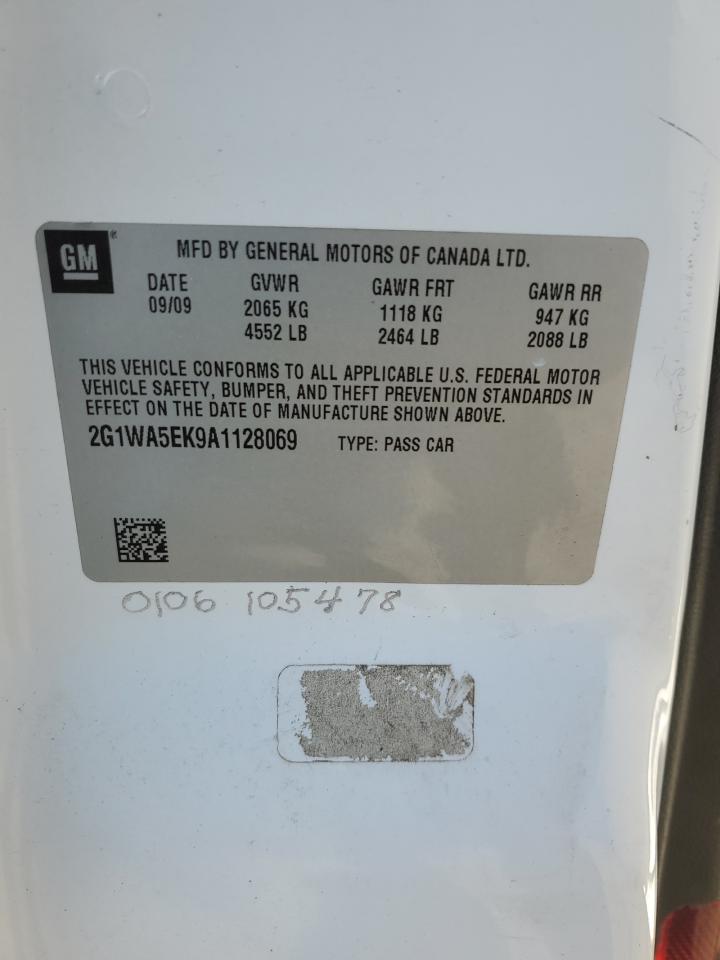 GM
MFD BY GENERAL MOTORS OF CANADA LTD.
DATE GVWR GAWR FRT GAWR RR
09/09 2065 KG 1118 KG 947 KG
4552 LB 2464 LB 2088 LB
THIS VEHICLE CONFORMS TO ALL APPLICABLE U.S. FEDERAL MOTOR
VEHICLE SAFETY, BUMPER, AND THEFT PREVENTION STANDARDS IN
EFFECT ON THE DATE OF MANUFACTURE SHOWN ABOVE.
2G1WA5EK9A1128069 TYPE: PASS CAR
0106 105478